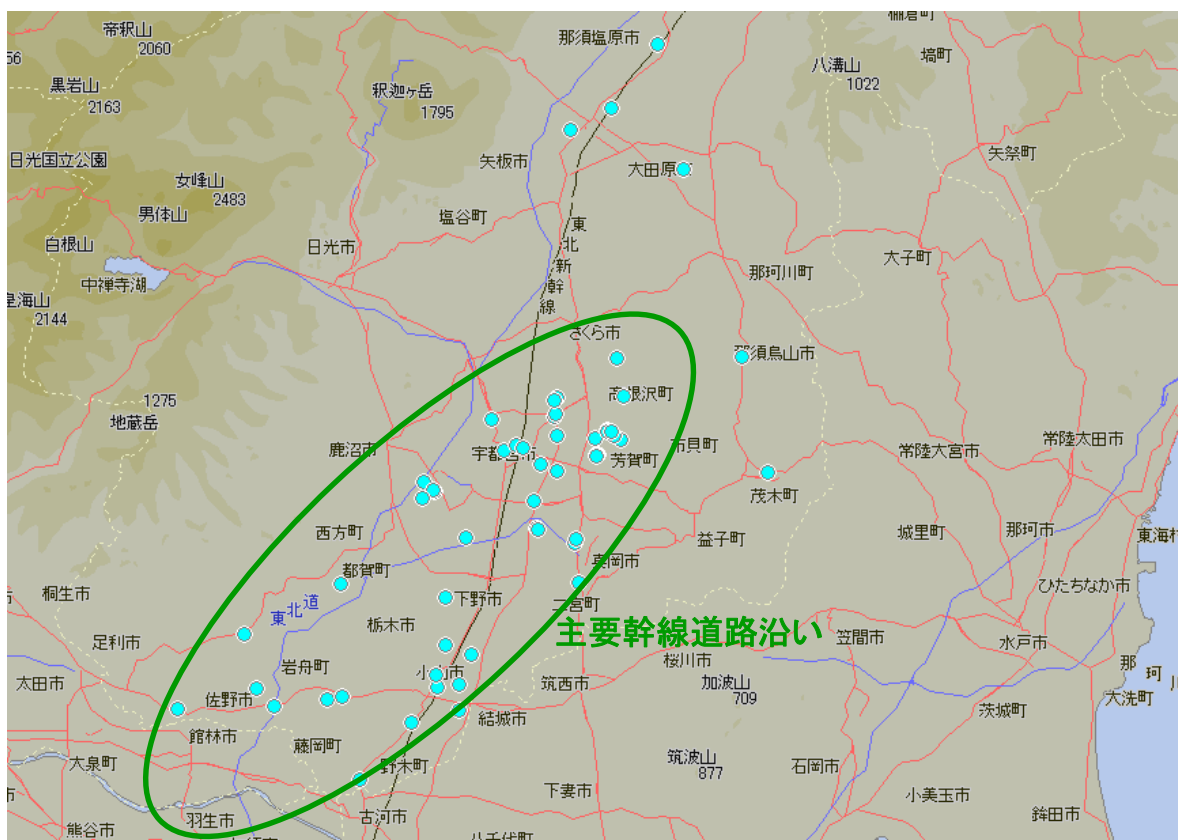 帝釈山
2060
那須塩原市
棚倉町
56
黒岩山
2163
釈迦ヶ岳
1795
八溝山
1022
塙町
日光国立公園
矢板市
大田原
矢祭町
女峰山
2483
男体山
塩谷町
白根山
日光市
東北新幹線
那珂川町
大子町
中禅寺湖
皇海山
2144
さくら市
那須烏山市
1275
地蔵岳
高根沢町
鹿沼市
宇都宮市
芳賀町
市貝町
常陸大宮市
常陸太田市
茂木町
西方町
益子町
城里町
那珂市
東海村
真岡市
都賀町
ひたちなか市
桐生市
東北道
下野市
二宮町
足利市
栃木市
主要幹線道路沿い
笠間市
水戸市
岩舟町
小山市
桜川市
太田市
佐野市
筑西市
加波山
709
那珂川
大洗町
結城市
茨城町
館林市
藤岡町
大泉町
野木町
筑波山
877
石岡市
下妻市
小美玉市
市
羽生市
古河市
鉾田市
熊谷市
八千代町